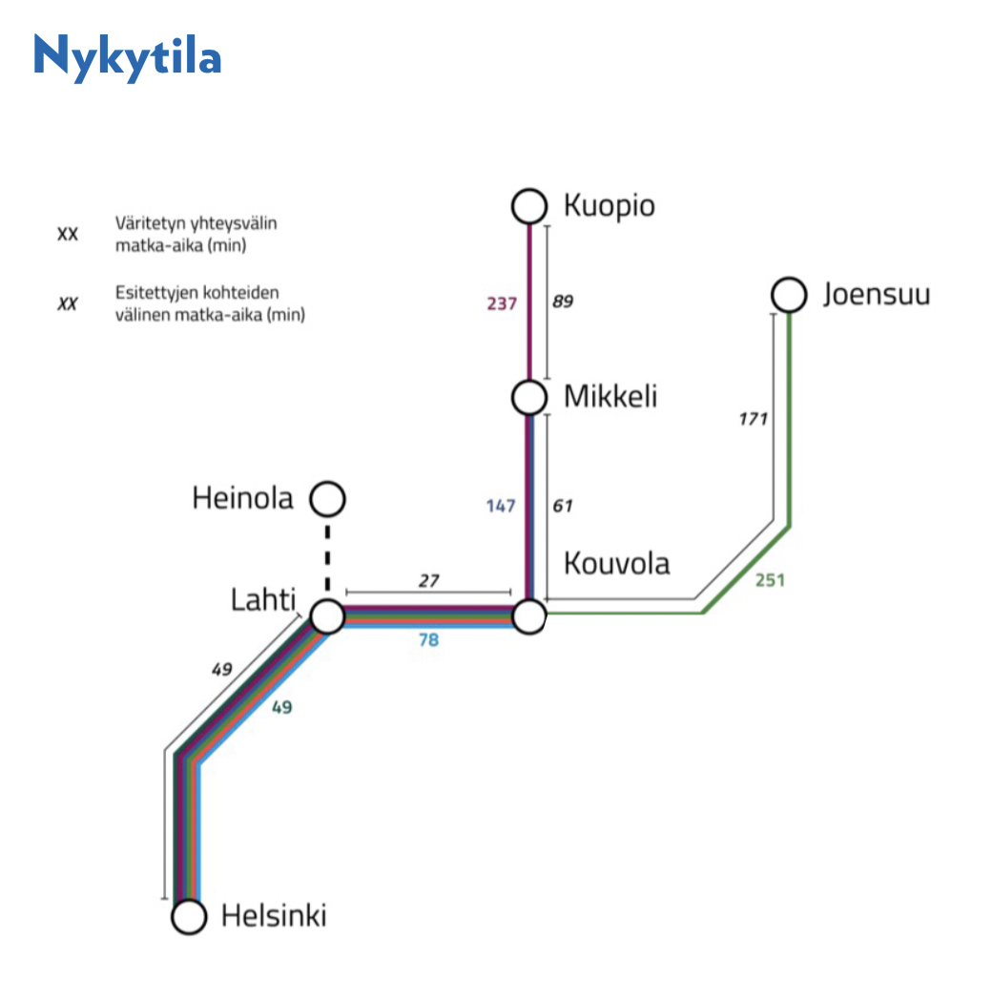 Nykytila
XX
Väritetyn yhteysvälin
matka-aika (min)
XX
Esitettyjen kohteiden
välinen matka-aika (min)
Kuopio
Joensuu
237
89
Mikkeli
171
Heinola
147
61
Kouvola
251
27
Lahti
78
49
49
Helsinki